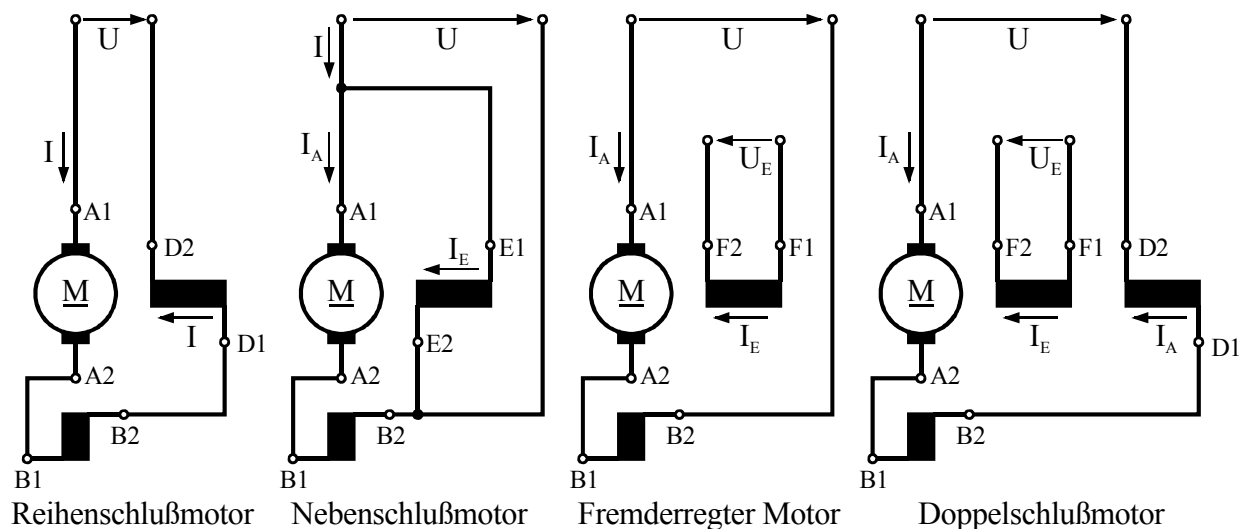 U
I
A1
D2
M
I
D1
A2
B2
B1
Reihenschlußmotor
U
I
I_A
A1
E1
I_E
M
E2
A2
B2
B1
Nebenschlußmotor
U
I_A
U_E
A1
F2
F1
M
I_E
A2
B2
B1
Fremderregter Motor
U
I_A
U_E
A1
F2
F1
D2
M
I_E
I_A
D1
A2
B2
B1
Doppelschlußmotor